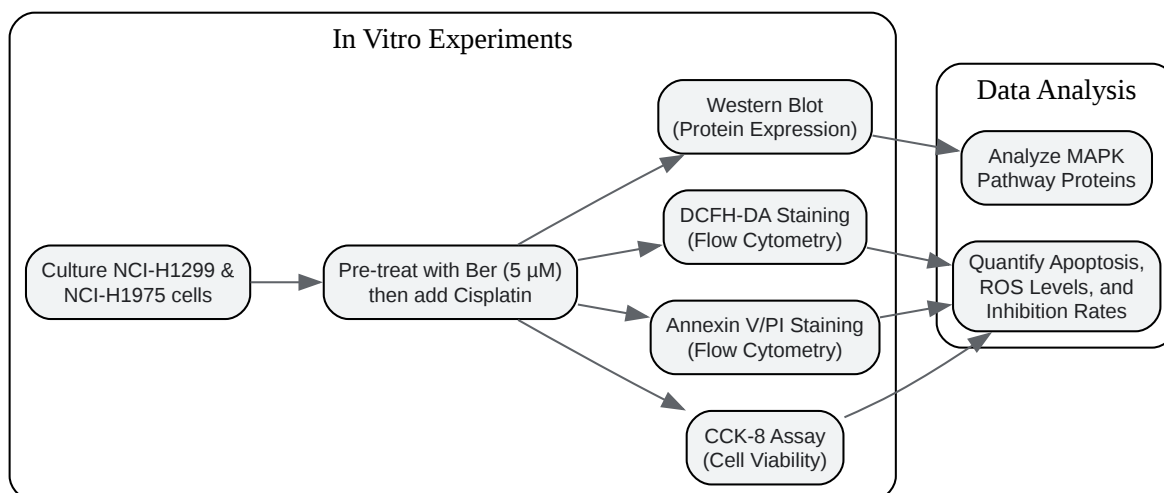 In Vitro Experiments
Data Analysis
Culture NCI-H1299 &
NCI-H1975 cells
Pre-treat with Ber (5 µM)
then add Cisplatin
Western Blot
(Protein Expression)
DCFH-DA Staining
(Flow Cytometry)
Annexin V/PI Staining
(Flow Cytometry)
CCK-8 Assay
(Cell Viability)
Analyze MAPK
Pathway Proteins
Quantify Apoptosis,
ROS Levels, and
Inhibition Rates